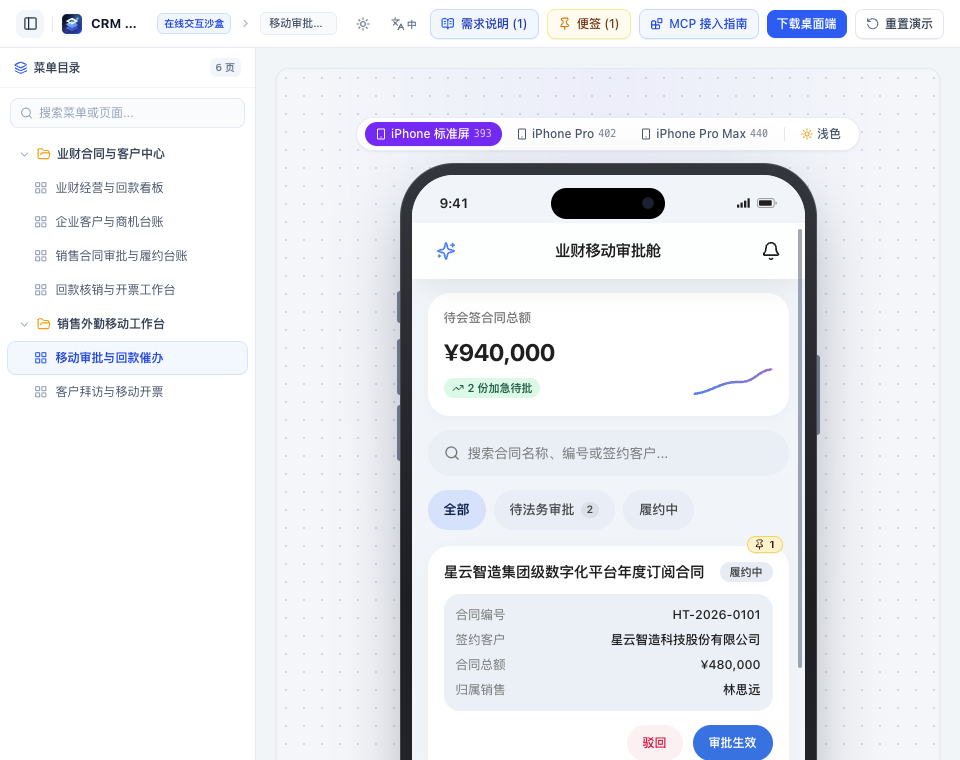 CRM ...
在线交互沙盒
移动审批...
中
需求说明 (1)
便签 (1)
MCP 接入指南
下载桌面端
重置演示
菜单目录
6 页
搜索菜单或页面...
业财合同与客户中心
业财经营与回款看板
企业客户与商机台账
销售合同审批与履约台账
回款核销与开票工作台
销售外勤移动工作台
移动审批与回款催办
客户拜访与移动开票
iPhone 标准屏 393
iPhone Pro 402
iPhone Pro Max 440
浅色
9:41
业财移动审批舱
待会签合同总额
¥940,000
2 份加急待批
搜索合同名称、编号或签约客户...
全部
待法务审批 2
履约中
1
星云智造集团级数字化平台年度订阅合同
履约中
合同编号 HT-2026-0101
签约客户 星云智造科技股份有限公司
合同总额 ¥480,000
归属销售 林思远
驳回
审批生效